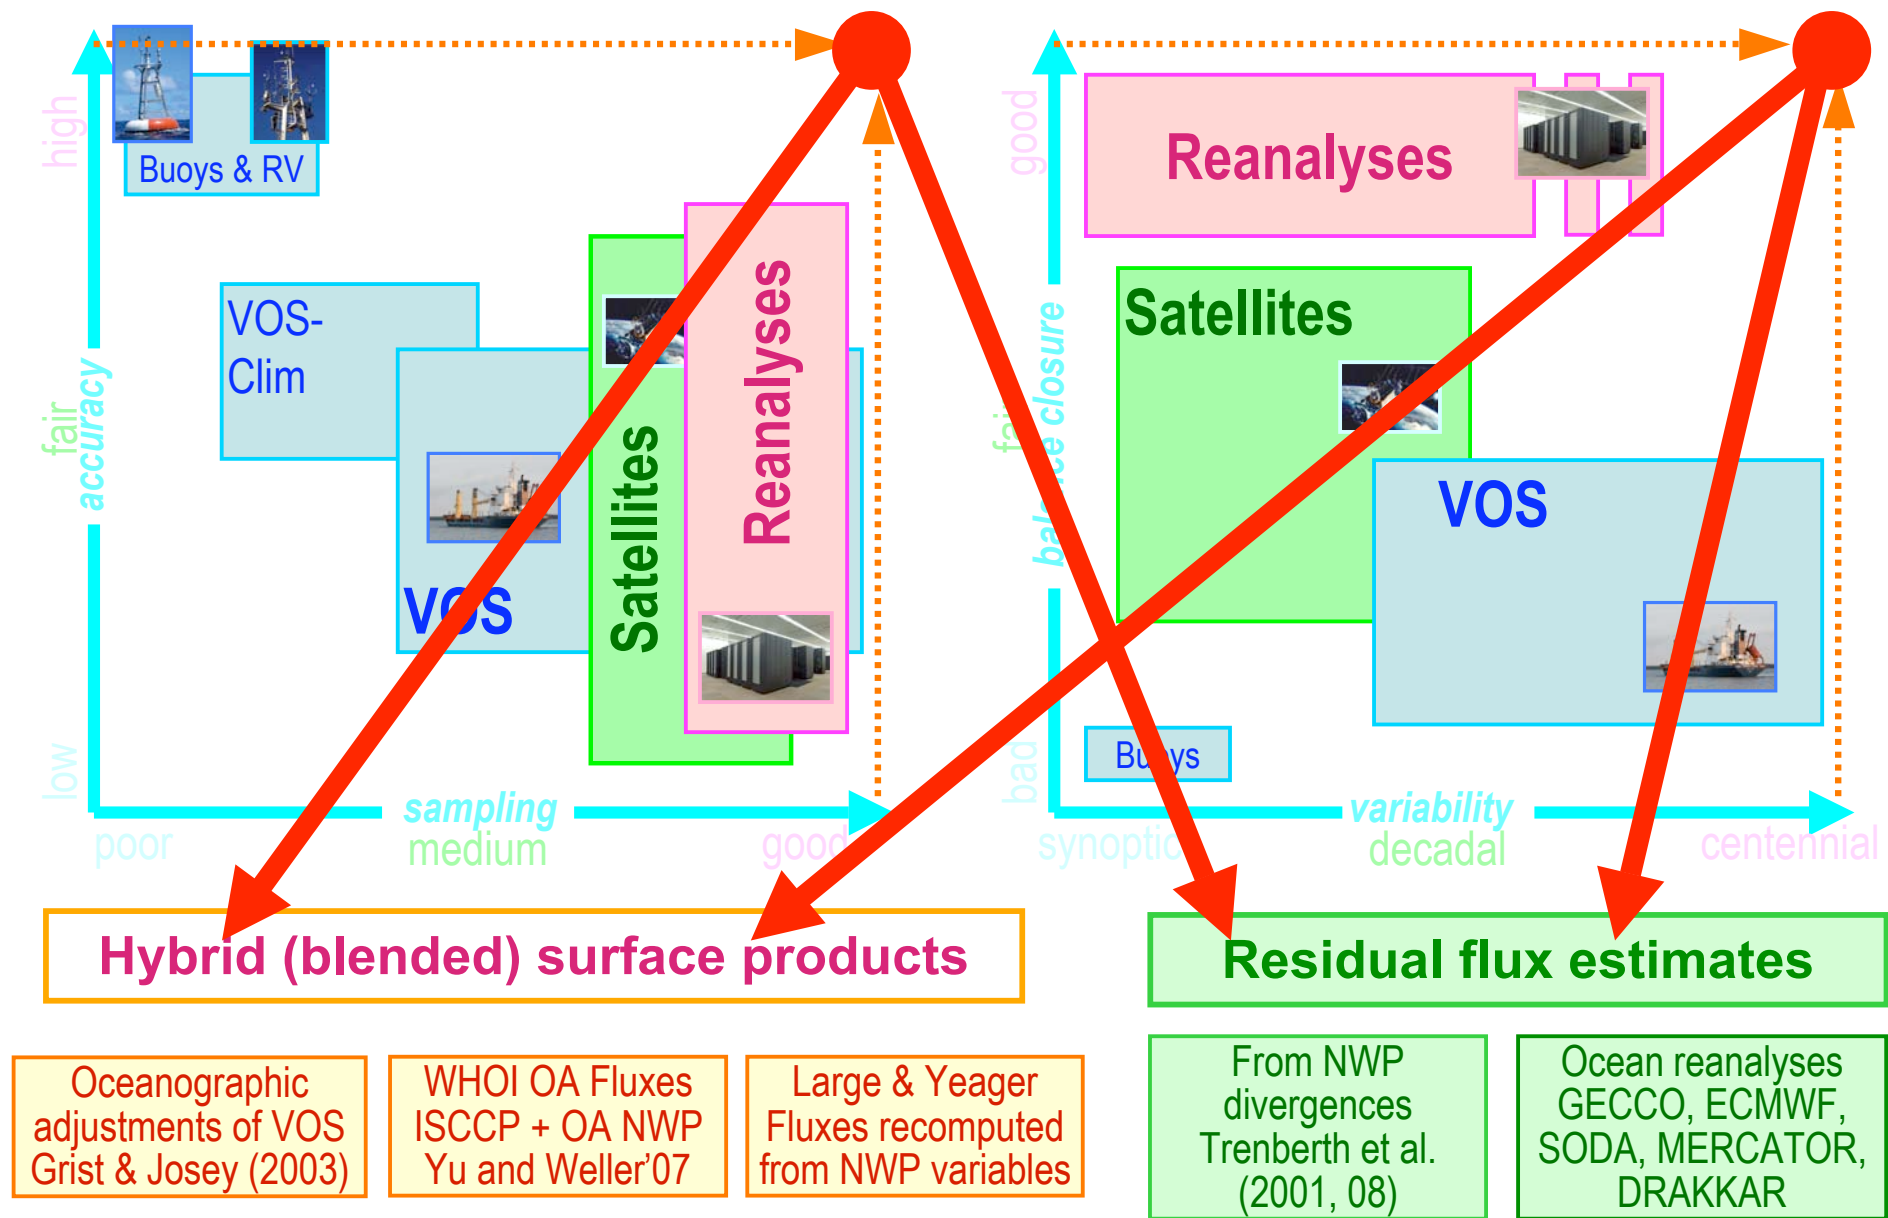 high
Buoys & RV
VOS-
Clim
fair
accuracy
VOS
Satellites
Reanalyses
low
sampling
poor
medium
good
good
Reanalyses
Satellites
balance closure
fair
VOS
Buoys
bad
variability
synoptic
decadal
centennial
Hybrid (blended) surface products
Residual flux estimates
Oceanographic
adjustments of VOS
Grist & Josey (2003)
WHOI OA Fluxes
ISCCP + OA NWP
Yu and Weller’07
Large & Yeager
Fluxes recomputed
from NWP variables
From NWP
divergences
Trenberth et al.
(2001, 08)
Ocean reanalyses
GECCO, ECMWF,
SODA, MERCATOR,
DRAKKAR